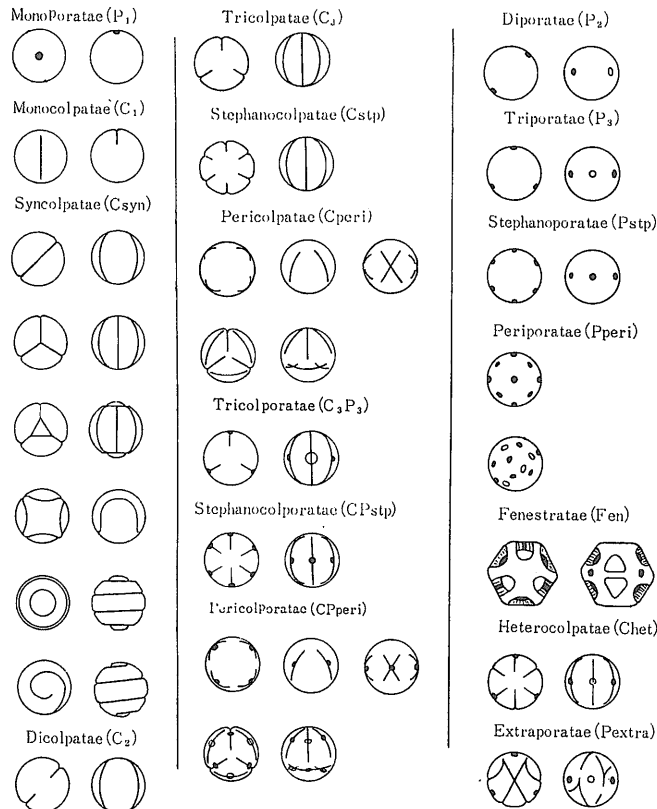 Monoporatae (P₁)
Monocolpatae (C₁)
Syncolpatae (Csyn)
Dicolpatae (C₂)
Tricolpatae (C₃)
Stephanocolpatae (Cstp)
Pericolpatae (Cperi)
Tricolporatae (C₃P₃)
Stephanocolporatae (CPstp)
Pericolporatae (CPperi)
Diporatae (P₂)
Triporatae (P₃)
Stephanoporatae (Pstp)
Periporatae (Pperi)
Fenestratae (Fen)
Heterocolpatae (Chet)
Extraporatae (Pextra)